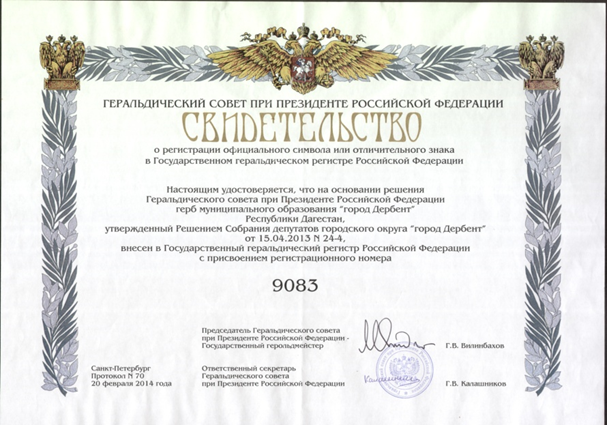 ГЕРАЛЬДИЧЕСКИЙ СОВЕТ ПРИ ПРЕЗИДЕНТЕ РОССИЙСКОЙ ФЕДЕРАЦИИ
СВИДЕТЕЛЬСТВО
о регистрации официального символа или отличительного знака
в Государственном геральдическом регистре Российской Федерации
Настоящим удостоверяется, что на основании решения
Геральдического совета при Президенте Российской Федерации
герб муниципального образования "город Дербент"
Республики Дагестан,
утвержденный Решением Собрания депутатов городского округа "город Дербент"
от 15.04.2013 N 24-4,
внесен в Государственный геральдический регистр Российской Федерации
с присвоением регистрационного номера
9083
Председатель Геральдического совета
при Президенте Российской Федерации -
Государственный герольдмейстер
Г.В. Вилинбахов
Санкт-Петербург
Протокол N 70
20 февраля 2014 года
Ответственный секретарь
Геральдического совета
при Президенте Российской Федерации
Г.В. Калашников